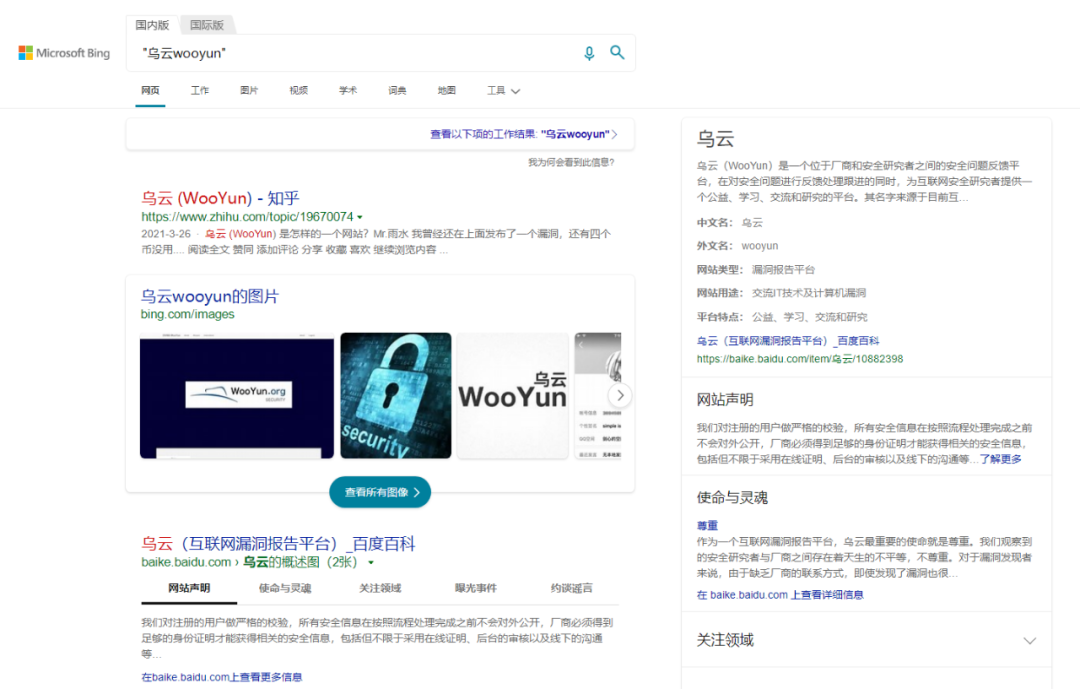 国内版 国际版
Microsoft Bing
"乌云wooyun"
网页 工作 图片 视频 学术 词典 地图 工具
查看以下项的工作结果: "乌云wooyun"
我为何会看到此信息?
乌云 (WooYun) - 知乎
https://www.zhihu.com/topic/19670074
2021-3-26 · 乌云 (WooYun) 是怎样的一个网站? Mr.雨水 我曾经还在上面发布了一个漏洞，还有四个
币没用.... 阅读全文 赞同 添加评论 分享 收藏 喜欢 继续浏览内容 ...
乌云wooyun的图片
bing.com/images
WooYun.org
SECURITY
security
乌云
WooYun
查看所有图像
乌云（互联网漏洞报告平台）_百度百科
baike.baidu.com › 乌云的概述图（2张）
网站声明 使命与灵魂 关注领域 曝光事件 约谈谣言
我们对注册的用户做严格的校验，所有安全信息在按照流程处理完成之前不会对外公开，厂商必须得到
足够的身份证明才能获得相关的安全信息，包括但不限于采用在线证明、后台的审核以及线下的沟通
等...
在baike.baidu.com上查看更多信息
乌云
乌云（WooYun）是一个位于厂商和安全研究者之间的安全问题反馈平
台，在对安全问题进行反馈处理跟进的同时，为互联网安全研究者提供一
个公益、学习、交流和研究的平台。其名字来源于目前互…
中文名: 乌云
外文名: wooyun
网站类型: 漏洞报告平台
网站用途: 交流IT技术及计算机漏洞
平台特点: 公益、学习、交流和研究
乌云（互联网漏洞报告平台）_百度百科
https://baike.baidu.com/item/乌云/10882398
网站声明
我们对注册的用户做严格的校验，所有安全信息在按照流程处理完成之前
不会对外公开，厂商必须得到足够的身份证明才能获得相关的安全信息，
包括但不限于采用在线证明、后台的审核以及线下的沟通等…了解更多
使命与灵魂
尊重
作为一个互联网漏洞报告平台，乌云最重要的使命就是尊重。我们观察到
的安全研究者与厂商之间存在着天生的不平等，不尊重。对于漏洞发现者
来说，由于缺乏厂商的联系方式，即使发现了漏洞也很…
在 baike.baidu.com 上查看详细信息
关注领域